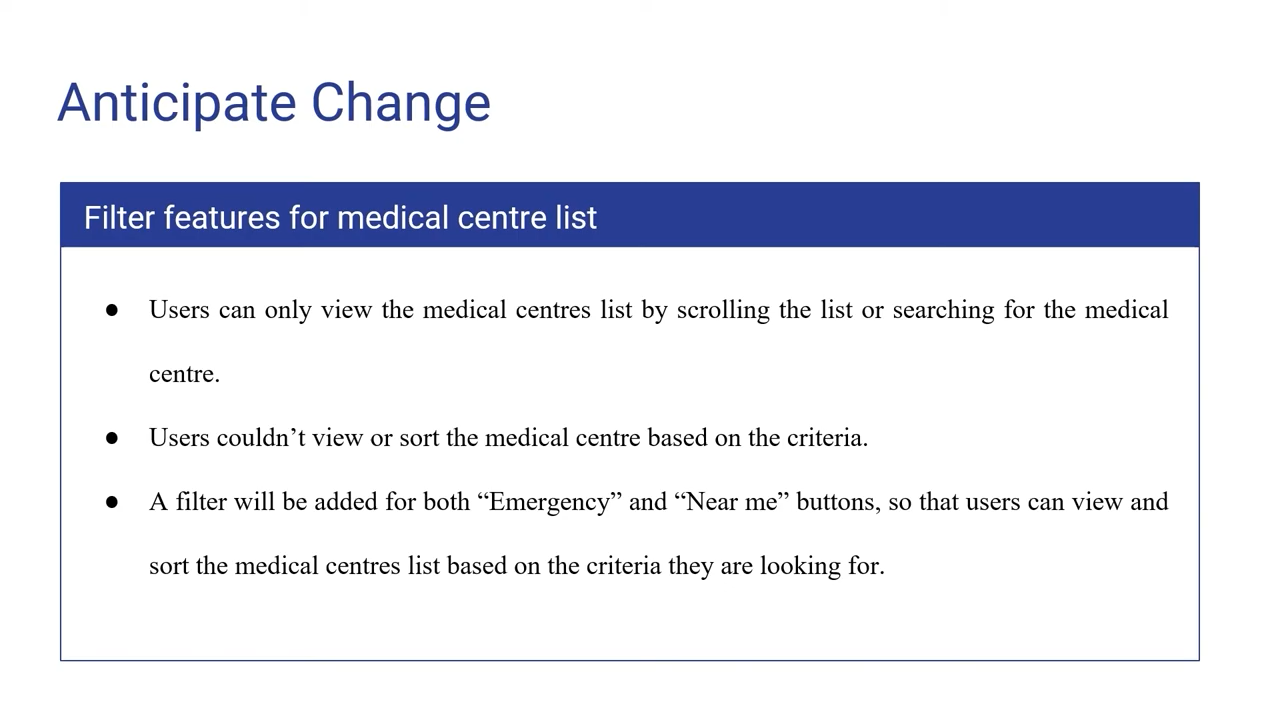 Anticipate Change
Filter features for medical centre list
● Users can only view the medical centres list by scrolling the list or searching for the medical
centre.
● Users couldn’t view or sort the medical centre based on the criteria.
● A filter will be added for both “Emergency” and “Near me” buttons, so that users can view and
sort the medical centres list based on the criteria they are looking for.